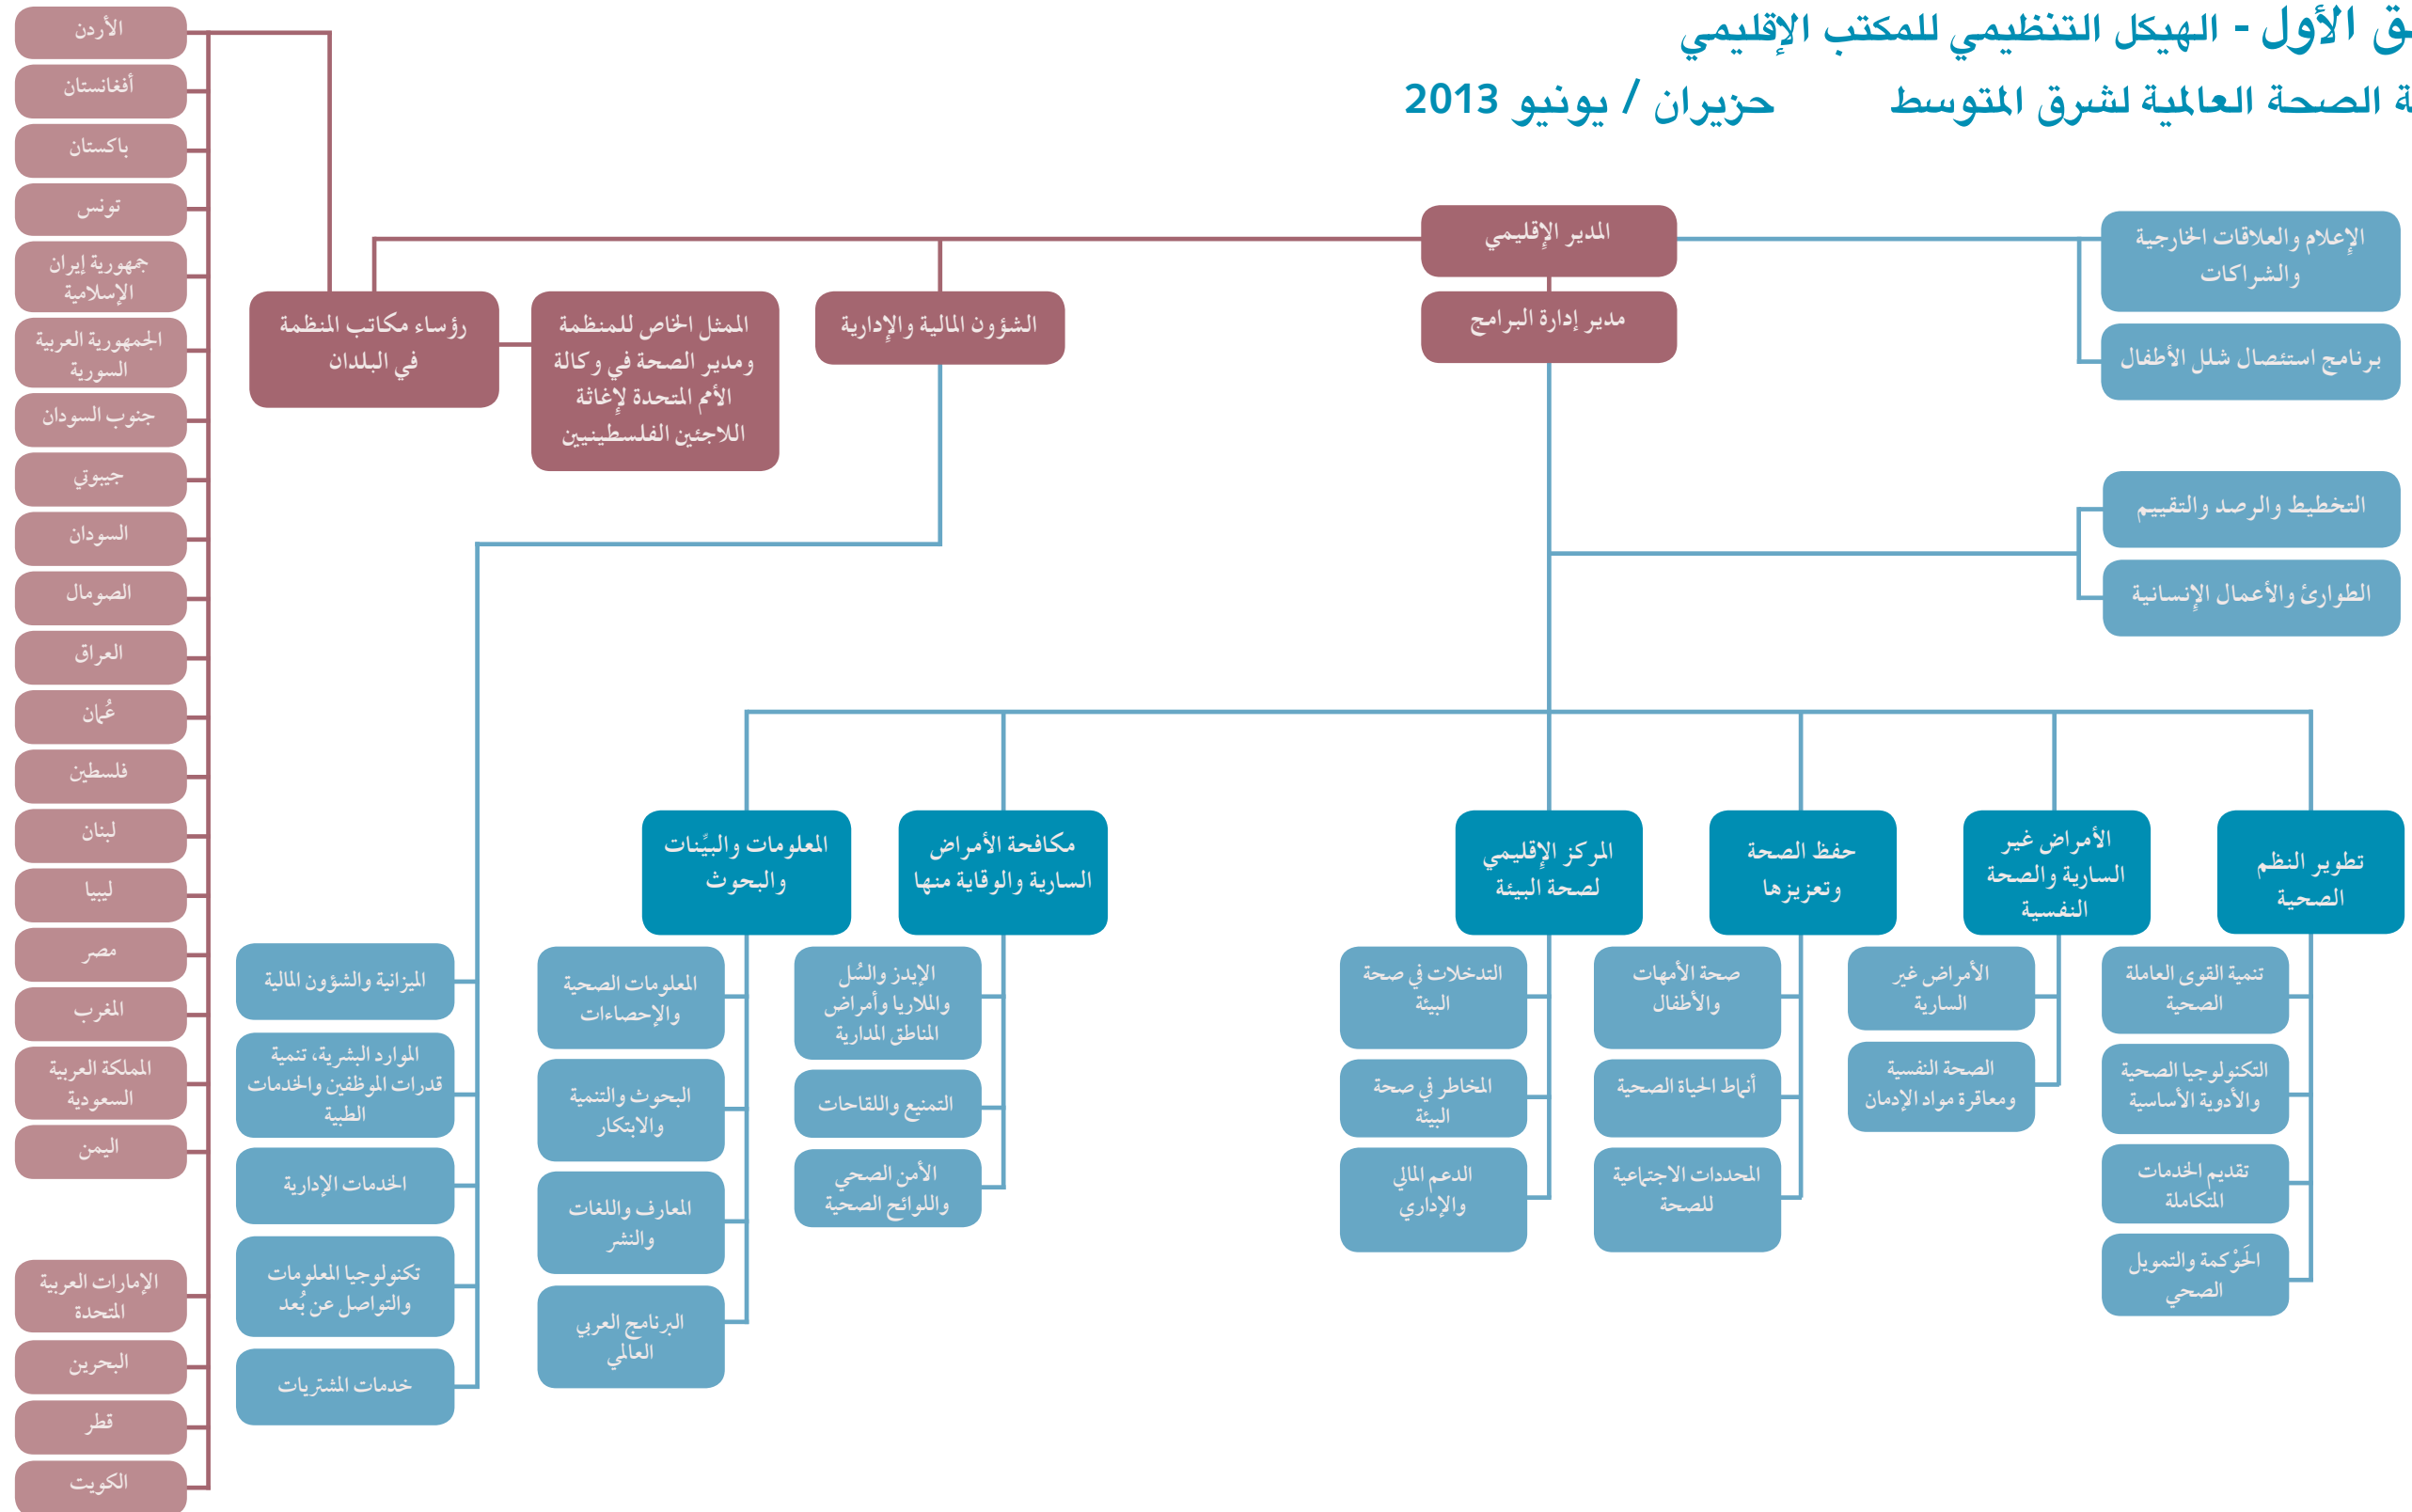 الأول - الهيكل التنظيمي للمكتب الإقليمي
الصحة العالمية لشرق المتوسط حزيران / يونيو 2013
المدير الإقليمي
مدير إدارة البرامج
الإعلام والعلاقات الخارجية
والشراكات
برنامج استئصال شلل الأطفال
التخطيط والرصد والتقييم
الطوارئ والأعمال الإنسانية
الشؤون المالية والإدارية
الممثل الخاص للمنظمة
ومدير الصحة في وكالة
الأمم المتحدة لإغاثة
اللاجئين الفلسطينيين
رؤساء مكاتب المنظمة
في البلدان
تطوير النظم
الصحية
تنمية القوى العاملة
الصحية
التكنولوجيا الصحية
والأدوية الأساسية
تقديم الخدمات
المتكاملة
الحَوْكمة والتمويل
الصحي
الأمراض غير
السارية والصحة
النفسية
الأمراض غير
السارية
الصحة النفسية
ومعاقرة مواد الإدمان
حفظ الصحة
وتعزيزها
صحة الأمهات
والأطفال
أنماط الحياة الصحية
المحددات الاجتماعية
للصحة
المركز الإقليمي
لصحة البيئة
التدخلات في صحة
البيئة
المخاطر في صحة
البيئة
الدعم المالي
والإداري
مكافحة الأمراض
السارية والوقاية منها
الإيدز والسُل
والملاريا وأمراض
المناطق المدارية
التمنيع واللقاحات
الأمن الصحي
واللوائح الصحية
المعلومات والبيِّنات
والبحوث
المعلومات الصحية
والإحصاءات
البحوث والتنمية
والابتكار
المعارف واللغات
والنشر
البرنامج العربي
العالمي
الميزانية والشؤون المالية
الموارد البشرية، تنمية
قدرات الموظفين والخدمات
الطبية
الخدمات الإدارية
تكنولوجيا المعلومات
والتواصل عن بُعد
خدمات المشتريات
الأردن
أفغانستان
باكستان
تونس
جمهورية إيران
الإسلامية
الجمهورية العربية
السورية
جنوب السودان
جيبوتي
السودان
الصومال
العراق
عُمان
فلسطين
لبنان
ليبيا
مصر
المغرب
المملكة العربية
السعودية
اليمن
الإمارات العربية
المتحدة
البحرين
قطر
الكويت